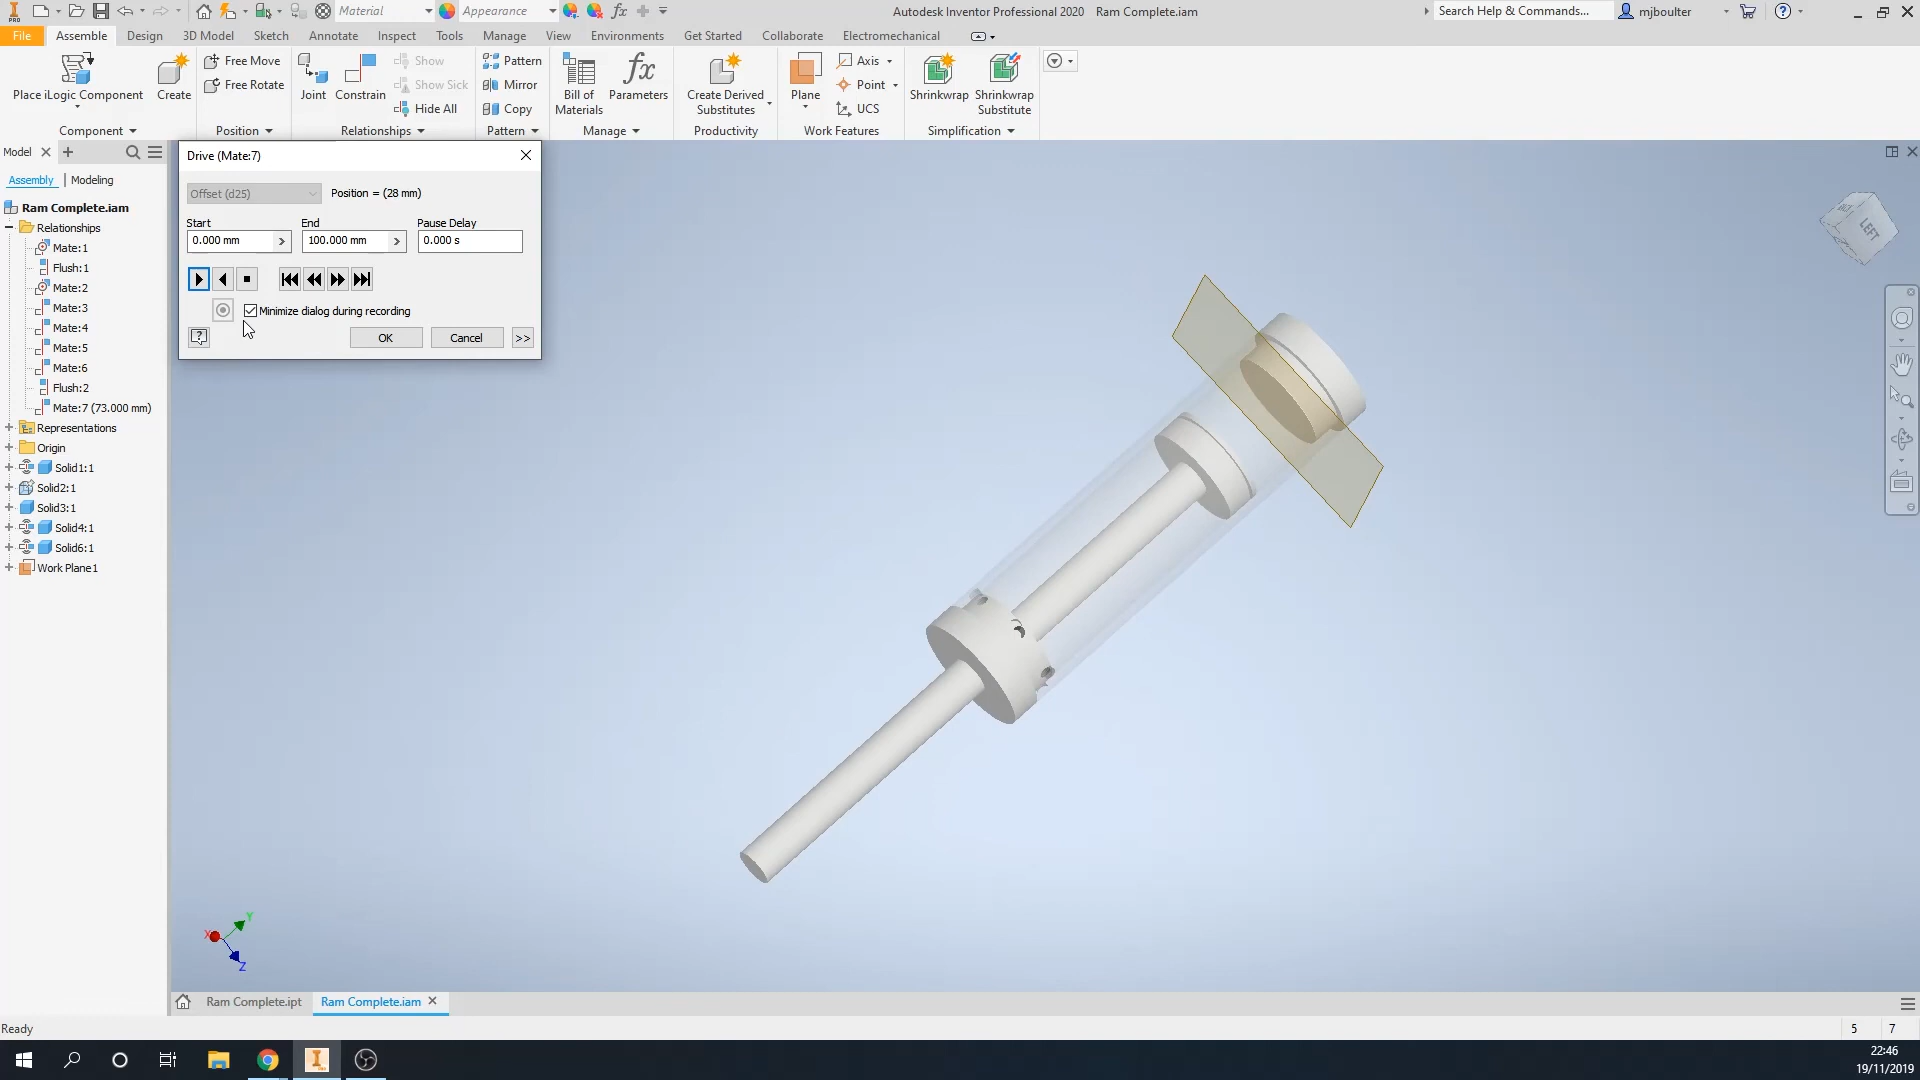 PRO
Material
Appearance
fx
Autodesk Inventor Professional 2020 Ram Complete.iam
Search Help & Commands...
mjboulter
File
Assemble
Design
3D Model
Sketch
Annotate
Inspect
Tools
Manage
View
Environments
Get Started
Collaborate
Electromechanical
Place iLogic Component
Create
Component
Free Move
Free Rotate
Position
Joint
Constrain
Show
Show Sick
Hide All
Relationships
Pattern
Mirror
Copy
Pattern
Bill of
Materials
fx
Parameters
Manage
Create Derived
Substitutes
Productivity
Plane
Axis
Point
UCS
Work Features
Shrinkwrap
Shrinkwrap
Substitute
Simplification
Model
Assembly
Modeling
Ram Complete.iam
Relationships
Mate:1
Flush:1
Mate:2
Mate:3
Mate:4
Mate:5
Mate:6
Flush:2
Mate:7 (73.000 mm)
Representations
Origin
Solid1:1
Solid2:1
Solid3:1
Solid4:1
Solid6:1
Work Plane1
Drive (Mate:7)
Offset (d25)
Position = (28 mm)
Start
End
Pause Delay
0.000 mm
100.000 mm
0.000 s
Minimize dialog during recording
OK
Cancel
>>
LEFT
X
Y
Z
Ram Complete.ipt
Ram Complete.iam
Ready
5
7
22:46
19/11/2019